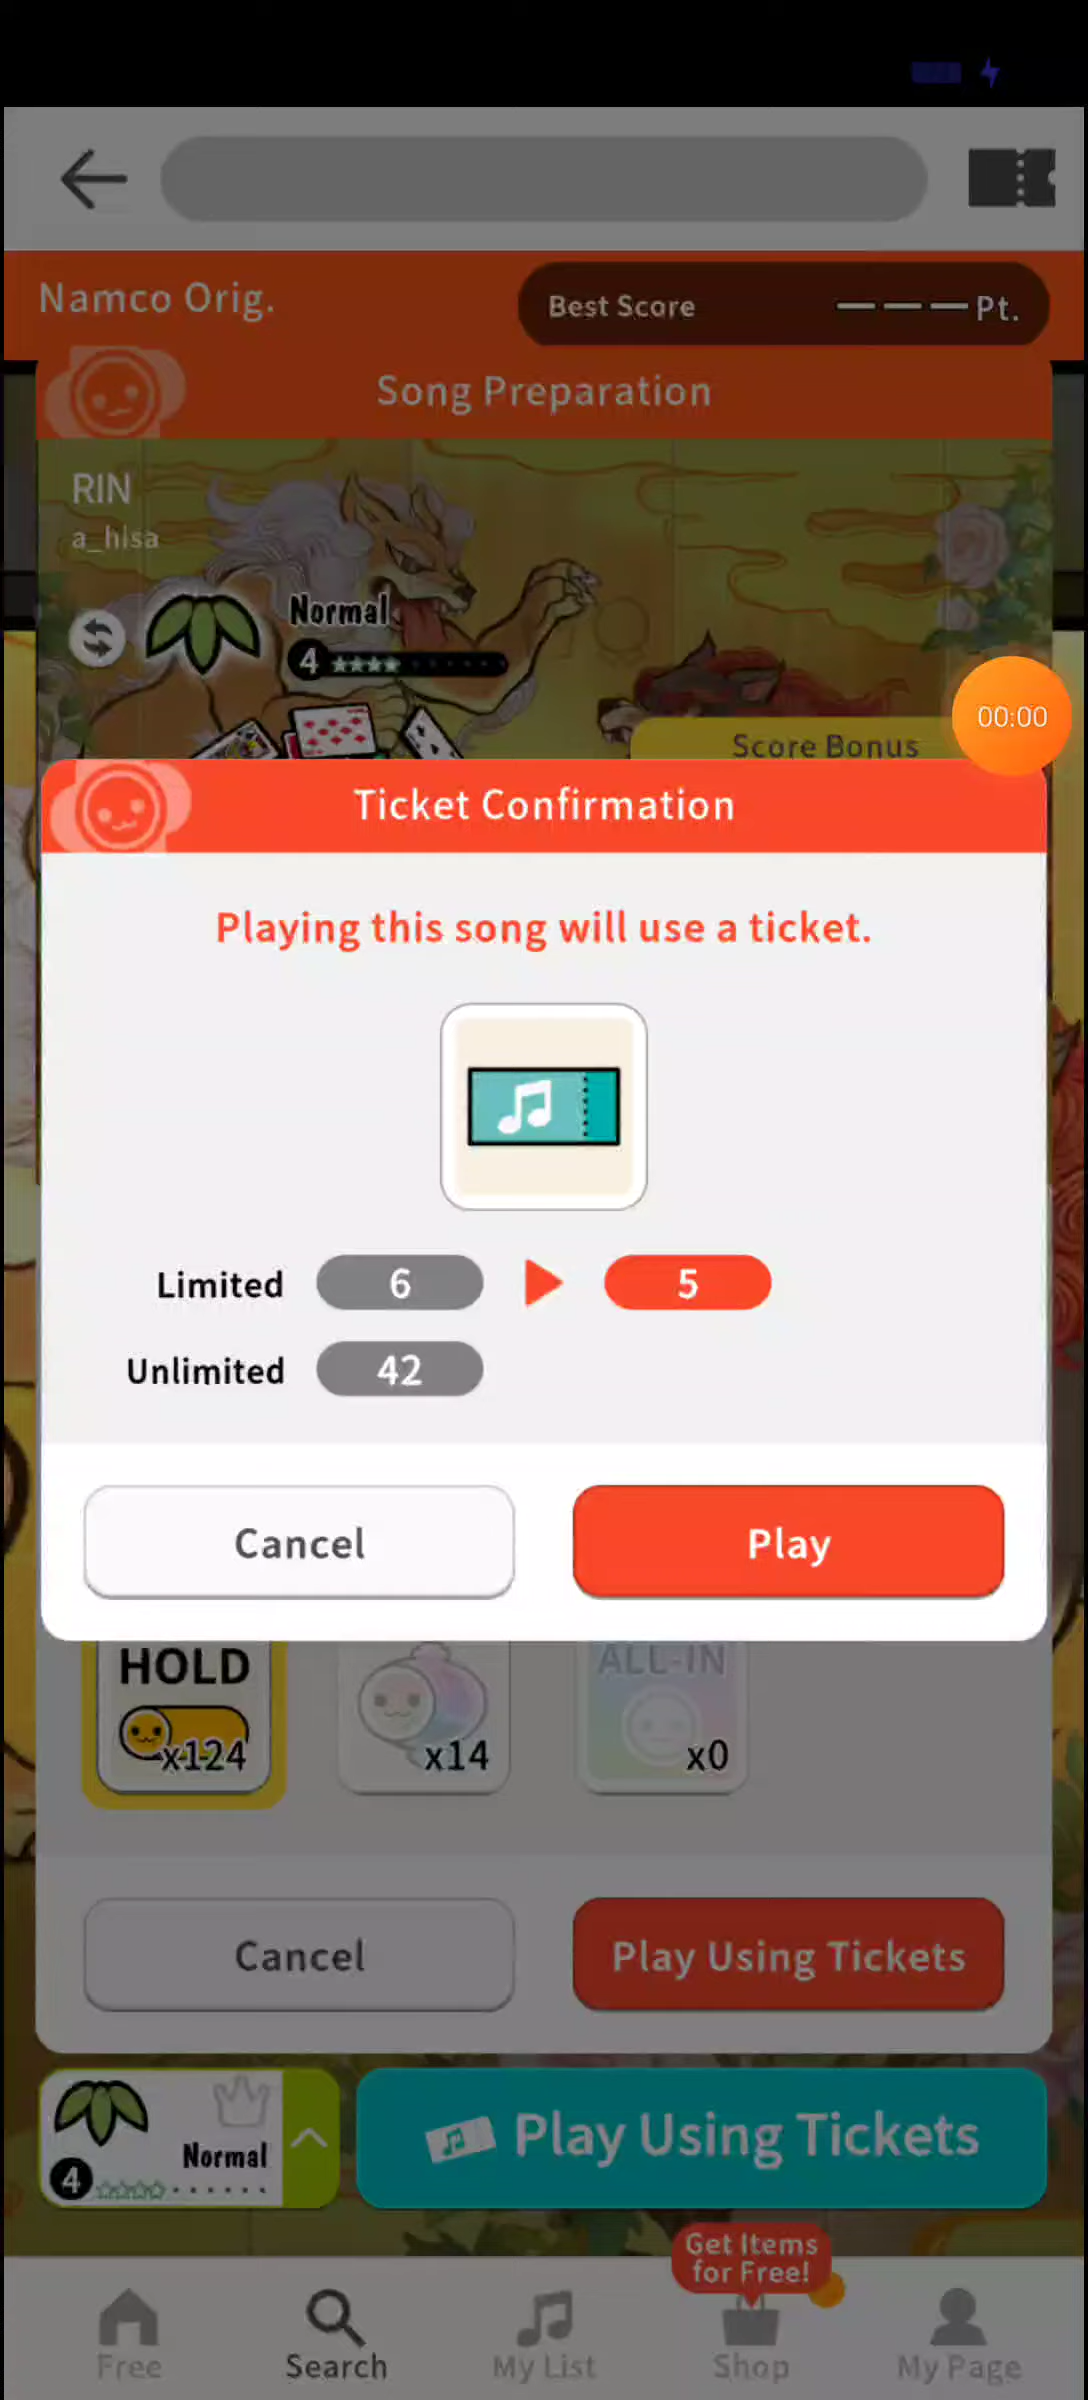 Namco Orig.
Best Score
Pt.
Song Preparation
RIN
a_hisa
Normal
4
00:00
Score Bonus
Ticket Confirmation
Playing this song will use a ticket.
Limited 6 5
Unlimited 42
Cancel
Play
HOLD
x124
x14
ALL-IN
x0
Cancel
Play Using Tickets
4
Normal
Play Using Tickets
Get Items
for Free!
Free
Search
My List
Shop
My Page